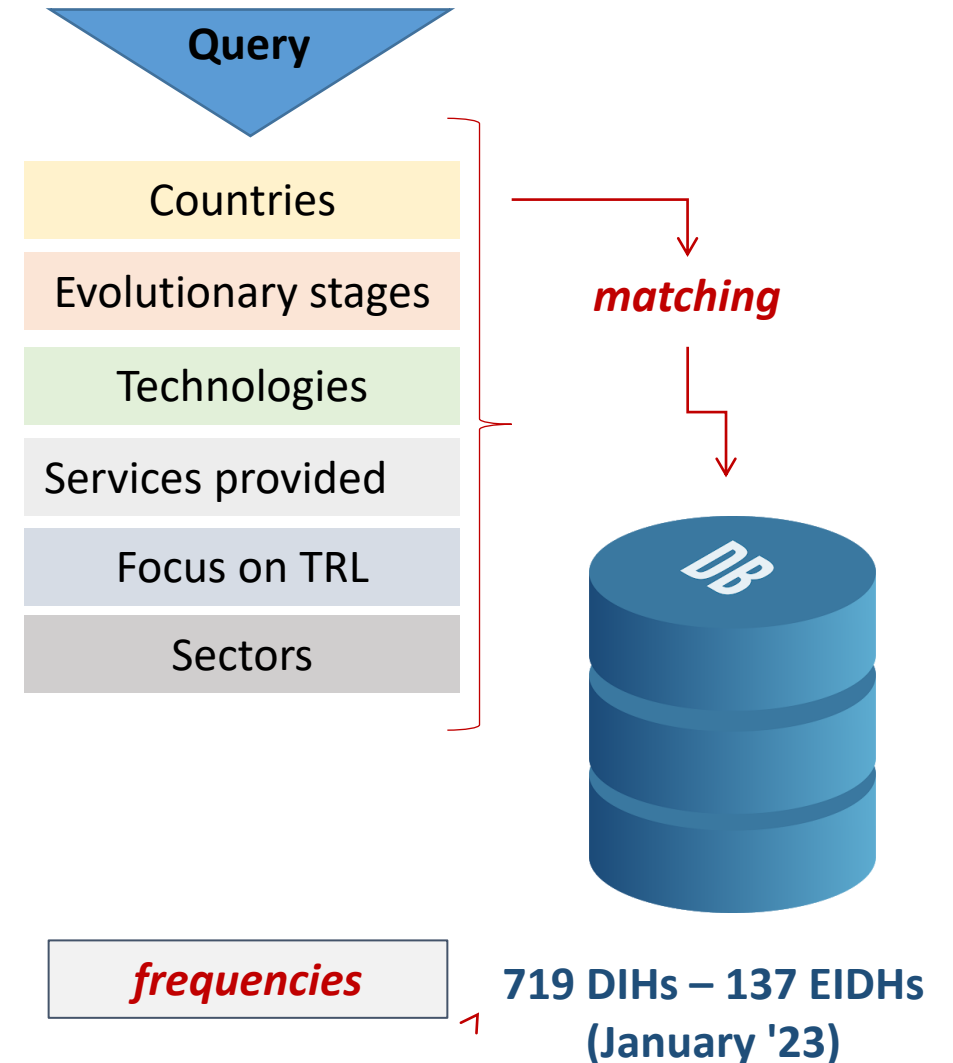 Query
Countries
Evolutionary stages
Technologies
Services provided
Focus on TRL
Sectors
matching
DB
frequencies
719 DIHs – 137 EIDHs
(January '23)